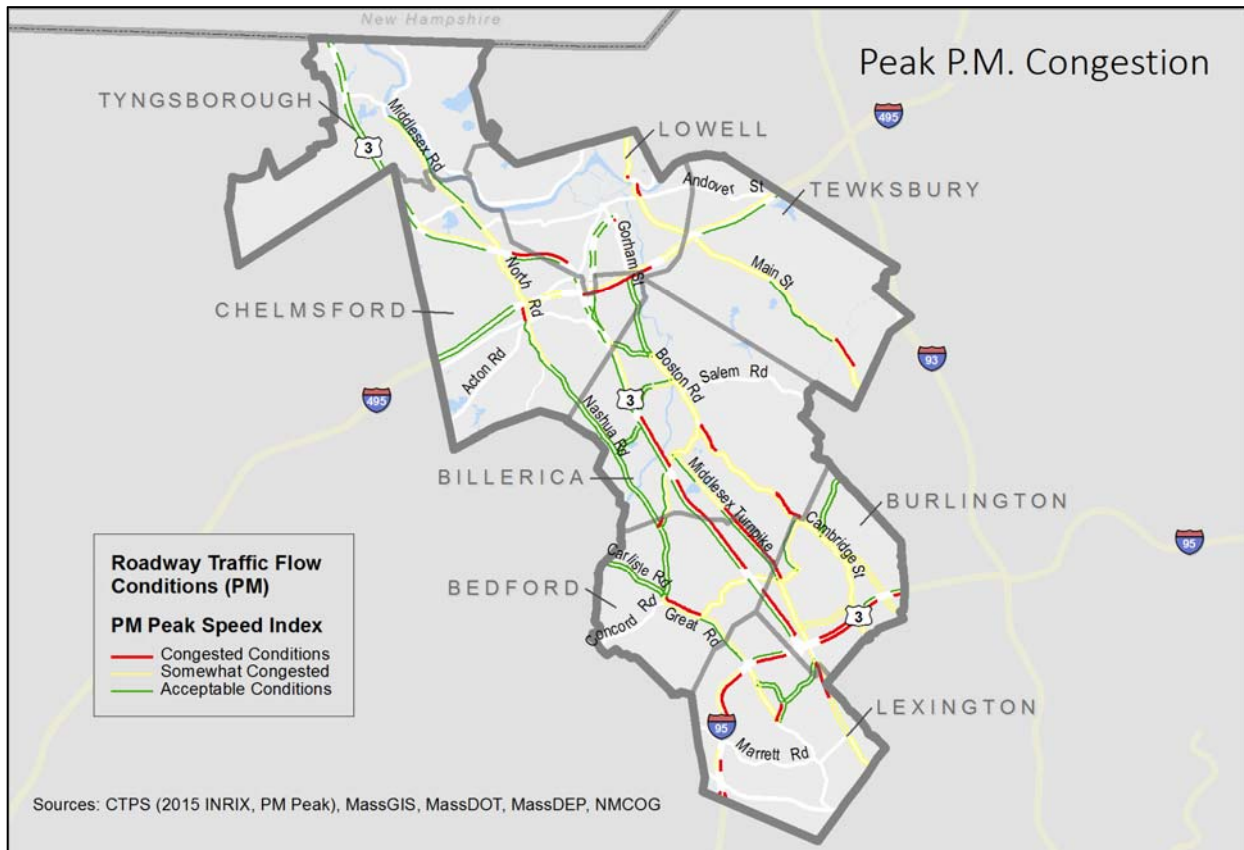 New Hampshire
Peak P.M. Congestion
TYNGSBOROUGH
Middlesex Rd
3
495
LOWELL
Andover St
TEWKSBURY
Gorham St
Main St
North Rd
CHELMSFORD
Acton Rd
Boston Rd
Salem Rd
93
495
3
Nashua Rd
BILLERICA
Middlesex Turnpike
BURLINGTON
Cambridge St
95
Carlisle Rd
BEDFORD
Concord Rd
Great Rd
3
LEXINGTON
95
Marrett Rd
Roadway Traffic Flow
Conditions (PM)
PM Peak Speed Index
Congested Conditions
Somewhat Congested
Acceptable Conditions
Sources: CTPS (2015 INRIX, PM Peak), MassGIS, MassDOT, MassDEP, NMCOG